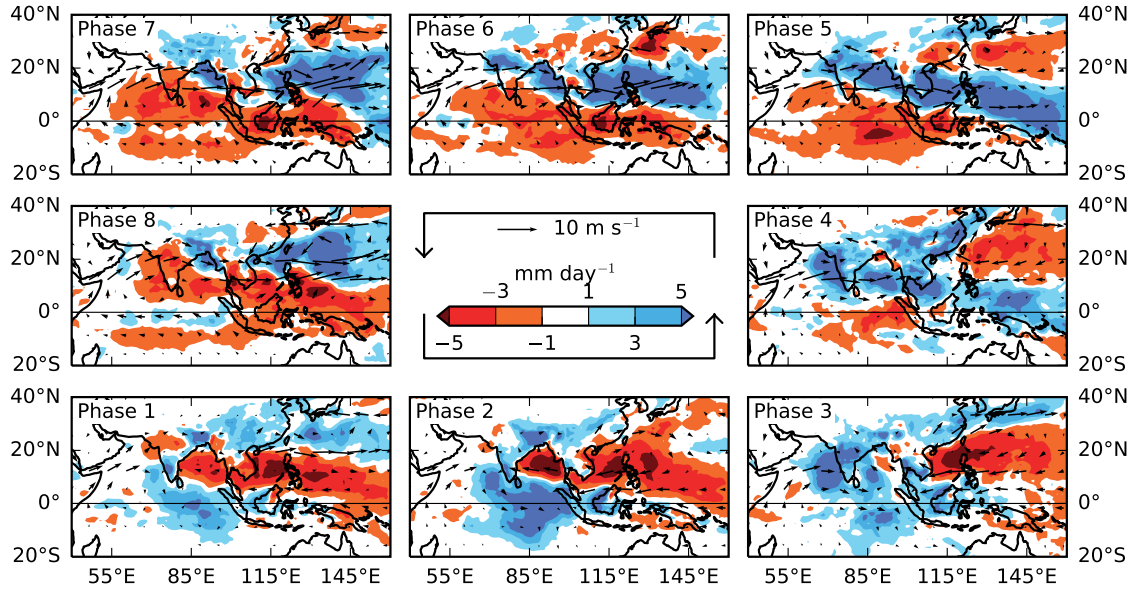 Phase 7
Phase 6
Phase 5
40°N
20°N
0°
20°S
40°N
20°N
0°
20°S
Phase 8
Phase 4
40°N
20°N
0°
20°S
10 m s⁻¹
mm day⁻¹
−3 1 5
−5 −1 3
40°N
20°N
0°
20°S
Phase 1
Phase 2
Phase 3
40°N
20°N
0°
20°S
40°N
20°N
0°
20°S
55°E 85°E 115°E 145°E
55°E 85°E 115°E 145°E
55°E 85°E 115°E 145°E